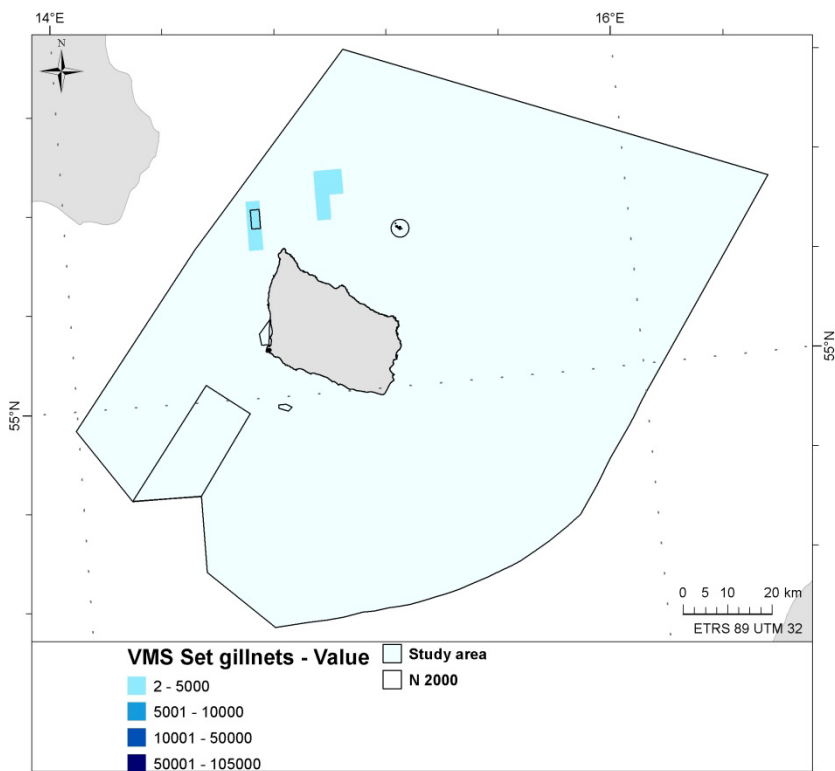 14°E
16°E
N
55°N
55°N
0 5 10 20 km
ETRS 89 UTM 32
VMS Set gillnets - Value
2 - 5000
5001 - 10000
10001 - 50000
50001 - 105000
Study area
N 2000